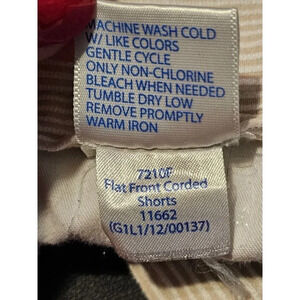 MACHINE WASH COLD
W/ LIKE COLORS
GENTLE CYCLE
ONLY NON-CHLORINE
BLEACH WHEN NEEDED
TUMBLE DRY LOW
REMOVE PROMPTLY
WARM IRON
7210P
Flat Front Corded
Shorts
11662
(G1L1/12/00137)